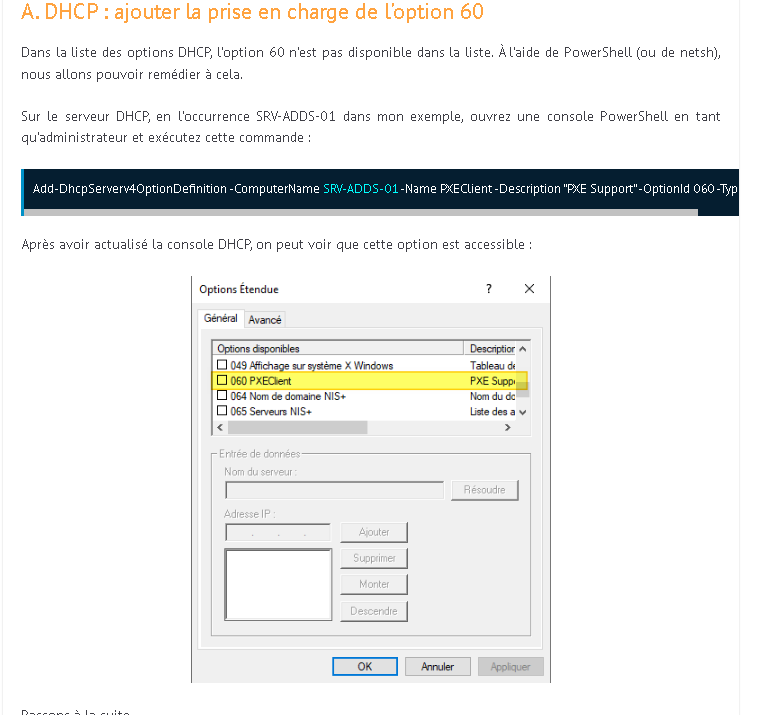 A. DHCP : ajouter la prise en charge de l'option 60
Dans la liste des options DHCP, l'option 60 n'est pas disponible dans la liste. À l'aide de PowerShell (ou de netsh),
nous allons pouvoir remédier à cela.
Sur le serveur DHCP, en l'occurrence SRV-ADDS-01 dans mon exemple, ouvrez une console PowerShell en tant
qu'administrateur et exécutez cette commande :
Add-DhcpServerv4OptionDefinition -ComputerName SRV-ADDS-01 -Name PXEClient -Description "PXE Support" -OptionId 060 -Typ
Après avoir actualisé la console DHCP, on peut voir que cette option est accessible :
Options Étendue ?
Général Avancé
Options disponibles Descriptior
049 Affichage sur système X Windows Tableau de
060 PXEClient PXE Supp
064 Nom de domaine NIS+ Nom du dc
065 Serveurs NIS+ Liste des a
Entrée de données
Nom du serveur :
Résoudre
Adresse IP :
. . . Ajouter
Supprimer
Monter
Descendre
OK Annuler Appliquer
Passons à la suite